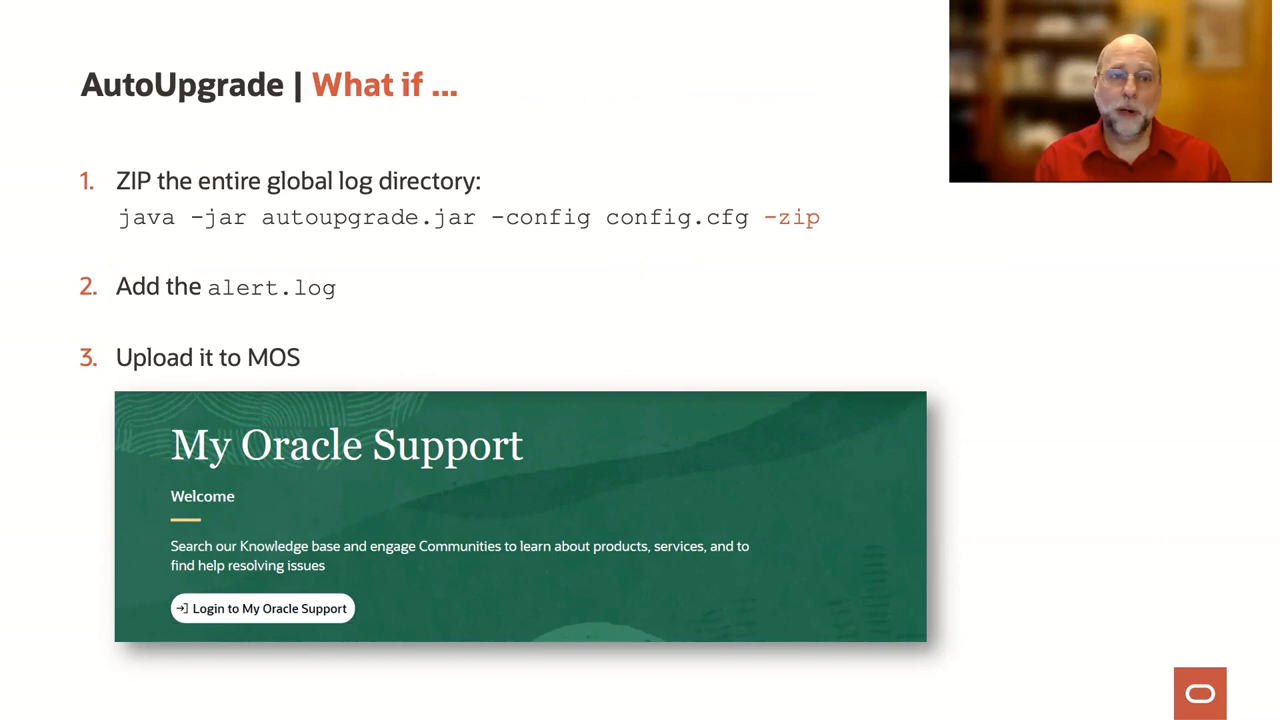 AutoUpgrade | What if ...
1. ZIP the entire global log directory:
java -jar autoupgrade.jar -config config.cfg -zip
2. Add the alert.log
3. Upload it to MOS
My Oracle Support
Welcome
Search our Knowledge base and engage Communities to learn about products, services, and to
find help resolving issues
Login to My Oracle Support